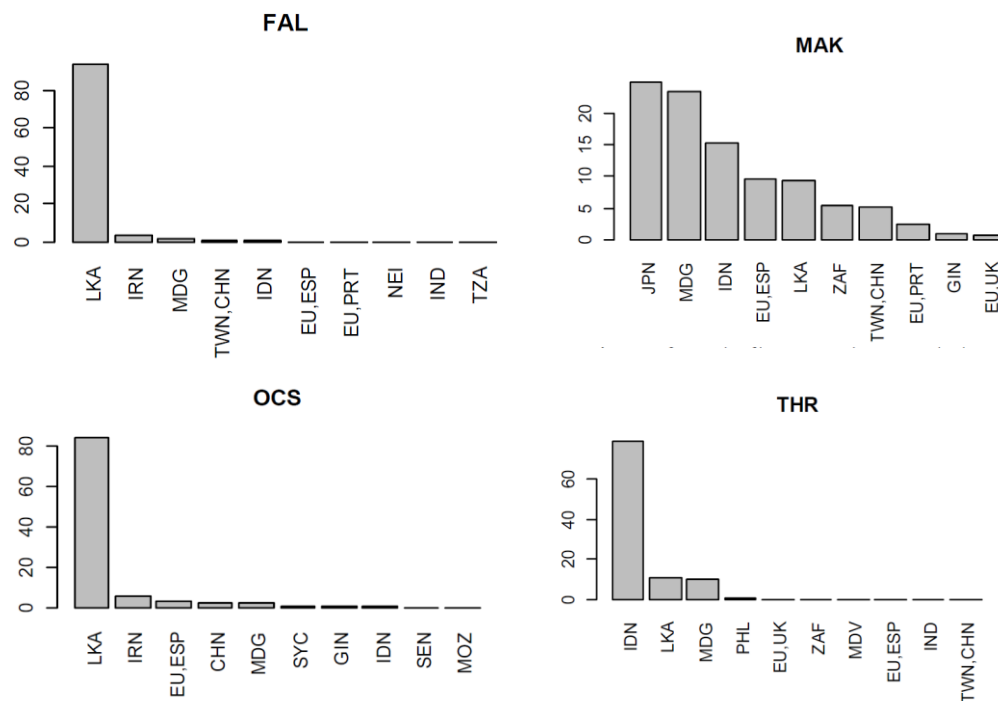 FAL
80
60
40
20
0
LKA
IRN
MDG
TWN,CHN
IDN
EU,ESP
EU,PRT
NEI
IND
TZA
MAK
20
15
10
5
0
JPN
MDG
IDN
EU,ESP
LKA
ZAF
TWN,CHN
EU,PRT
GIN
EU,UK
OCS
80
60
40
20
0
LKA
IRN
EU,ESP
CHN
MDG
SYC
GIN
IDN
SEN
MOZ
THR
60
40
20
0
IDN
LKA
MDG
PHL
EU,UK
ZAF
MDV
EU,ESP
IND
TWN,CHN